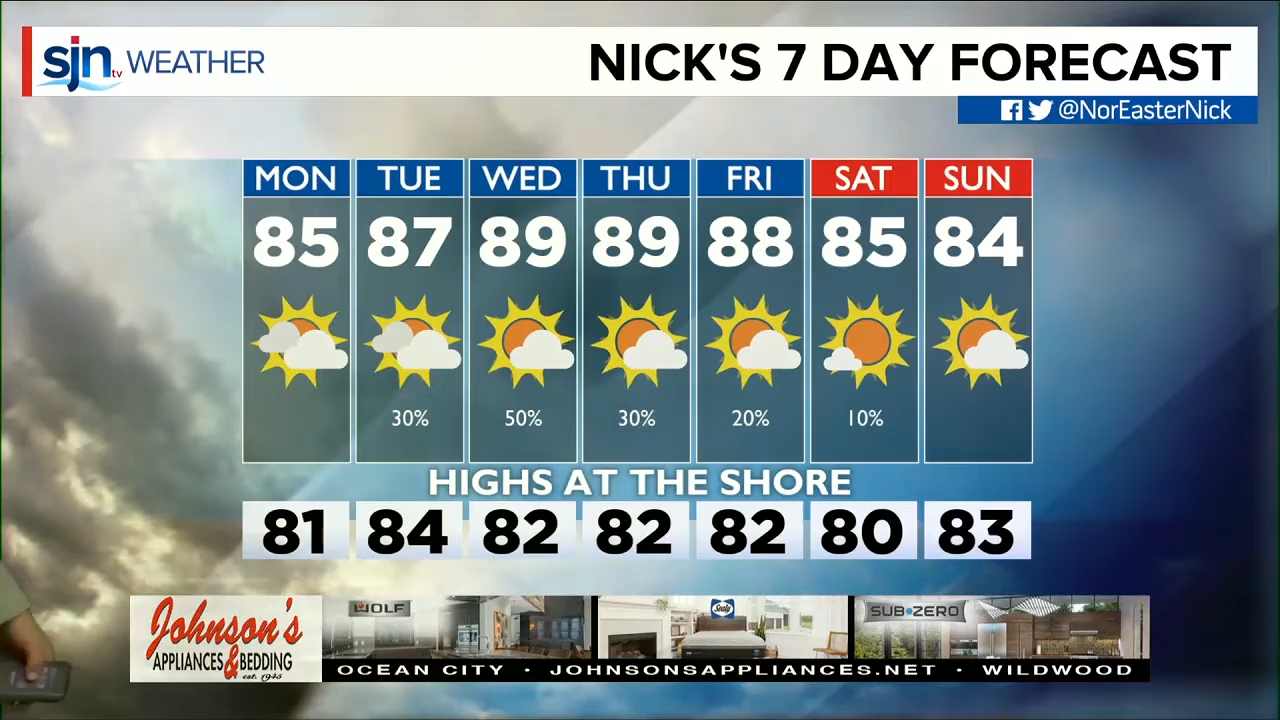 sjn tv WEATHER
NICK'S 7 DAY FORECAST
@NorEasterNick
MON TUE WED THU FRI SAT SUN
85 87 89 89 88 85 84
30% 50% 30% 20% 10%
HIGHS AT THE SHORE
81 84 82 82 82 80 83
Johnson's
APPLIANCES & BEDDING
est. 1945
WOLF
Sealy
SUB•ZERO
OCEAN CITY • JOHNSONSAPPLIANCES.NET • WILDWOOD